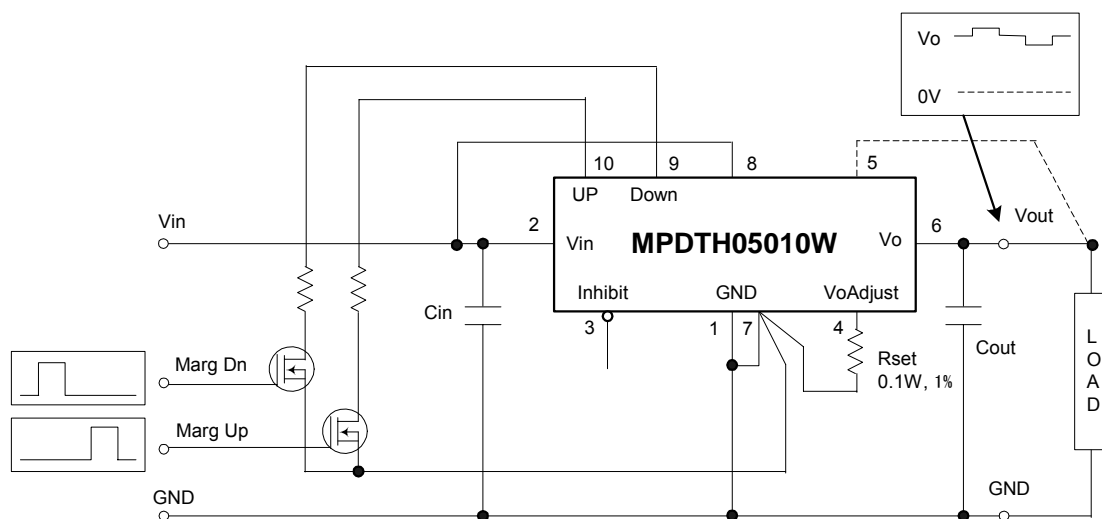 Vo
0V
10 9 8 5
UP Down
Vin 2 Vin MPDTH05010W Vo 6 Vout
Inhibit GND VoAdjust
Cin 3 1 7 4
Rset
0.1W, 1%
Cout
LOAD
Marg Dn
Marg Up
GND GND